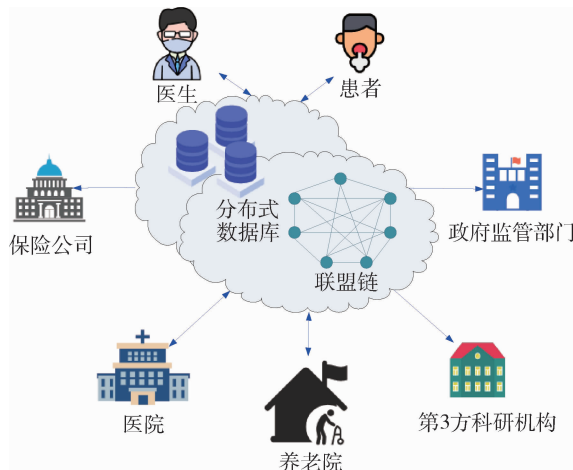 医生
患者
保险公司
分布式
数据库
联盟链
政府监管部门
医院
养老院
第3方科研机构